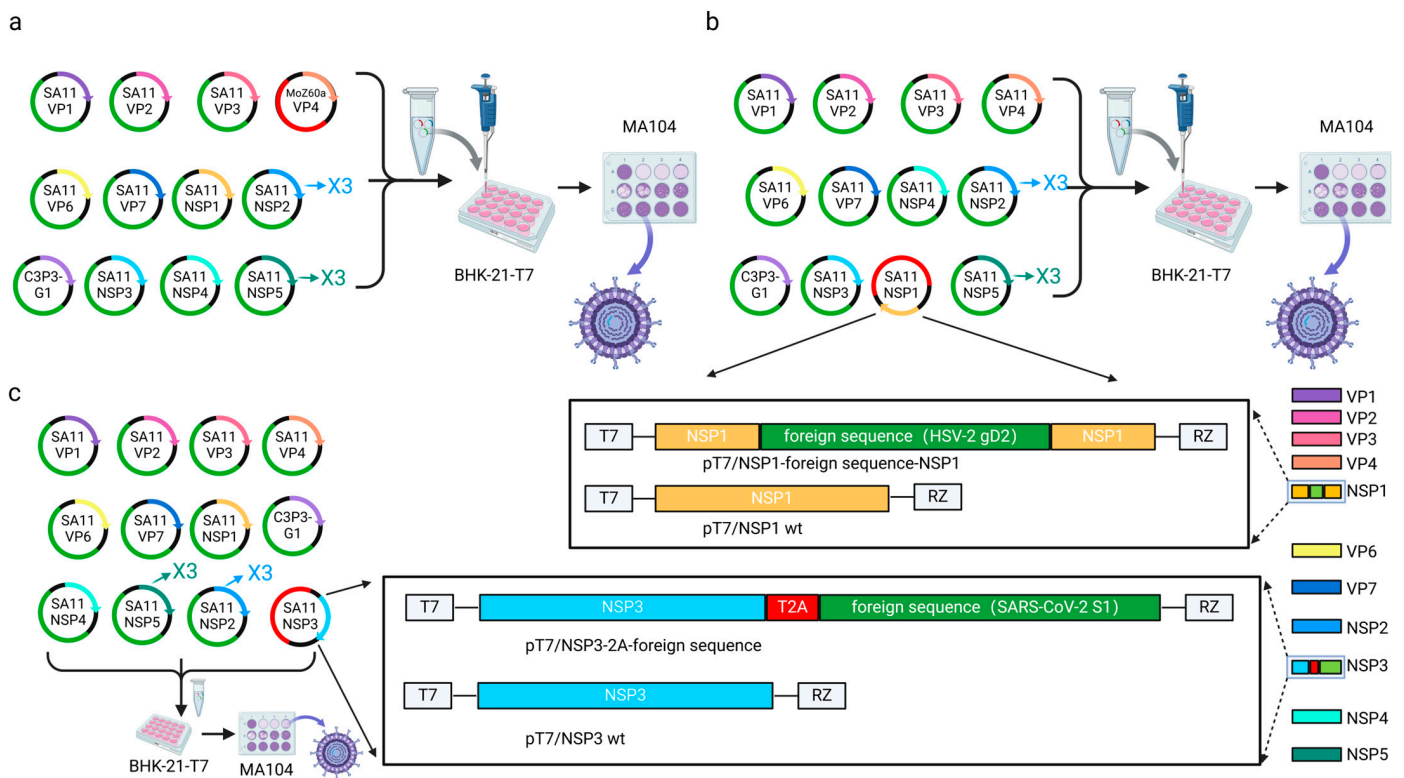 a
SA11
VP1
SA11
VP2
SA11
VP3
MoZ60a
VP4
SA11
VP6
SA11
VP7
SA11
NSP1
SA11
NSP2
X3
C3P3-
G1
SA11
NSP3
SA11
NSP4
SA11
NSP5
X3
BHK-21-T7
MA104
b
SA11
VP1
SA11
VP2
SA11
VP3
SA11
VP4
SA11
VP6
SA11
VP7
SA11
NSP4
SA11
NSP2
X3
C3P3-
G1
SA11
NSP3
SA11
NSP1
SA11
NSP5
X3
BHK-21-T7
MA104
T7
NSP1
foreign sequence (HSV-2 gD2)
NSP1
RZ
pT7/NSP1-foreign sequence-NSP1
T7
NSP1
RZ
pT7/NSP1 wt
c
SA11
VP1
SA11
VP2
SA11
VP3
SA11
VP4
SA11
VP6
SA11
VP7
SA11
NSP1
C3P3-
G1
SA11
NSP4
SA11
NSP5
X3
SA11
NSP2
X3
SA11
NSP3
BHK-21-T7
MA104
T7
NSP3
T2A
foreign sequence (SARS-CoV-2 S1)
RZ
pT7/NSP3-2A-foreign sequence
T7
NSP3
RZ
pT7/NSP3 wt
VP1
VP2
VP3
VP4
NSP1
VP6
VP7
NSP2
NSP3
NSP4
NSP5